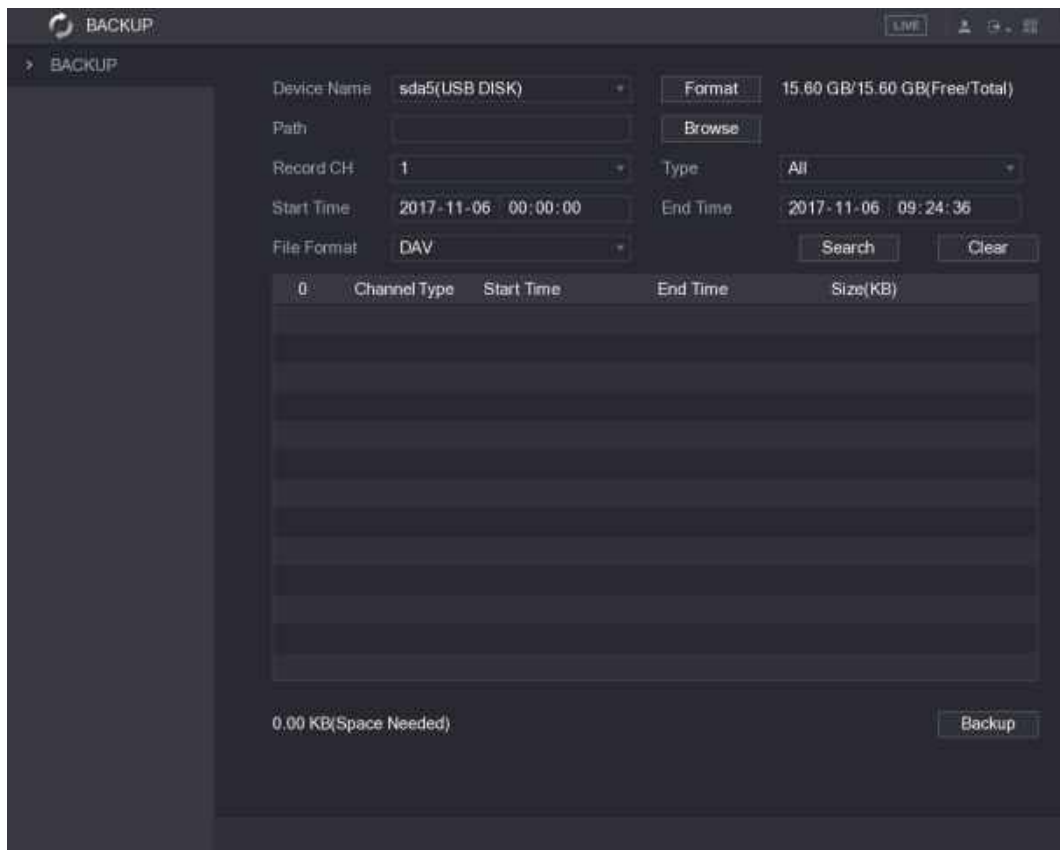 BACKUP
LIVE
BACKUP
Device Name sda5(USB DISK) Format 15.60 GB/15.60 GB(Free/Total)
Path Browse
Record CH 1 Type All
Start Time 2017-11-06 00:00:00 End Time 2017-11-06 09:24:36
File Format DAV Search Clear
0 Channel Type Start Time End Time Size(KB)
0.00 KB(Space Needed) Backup